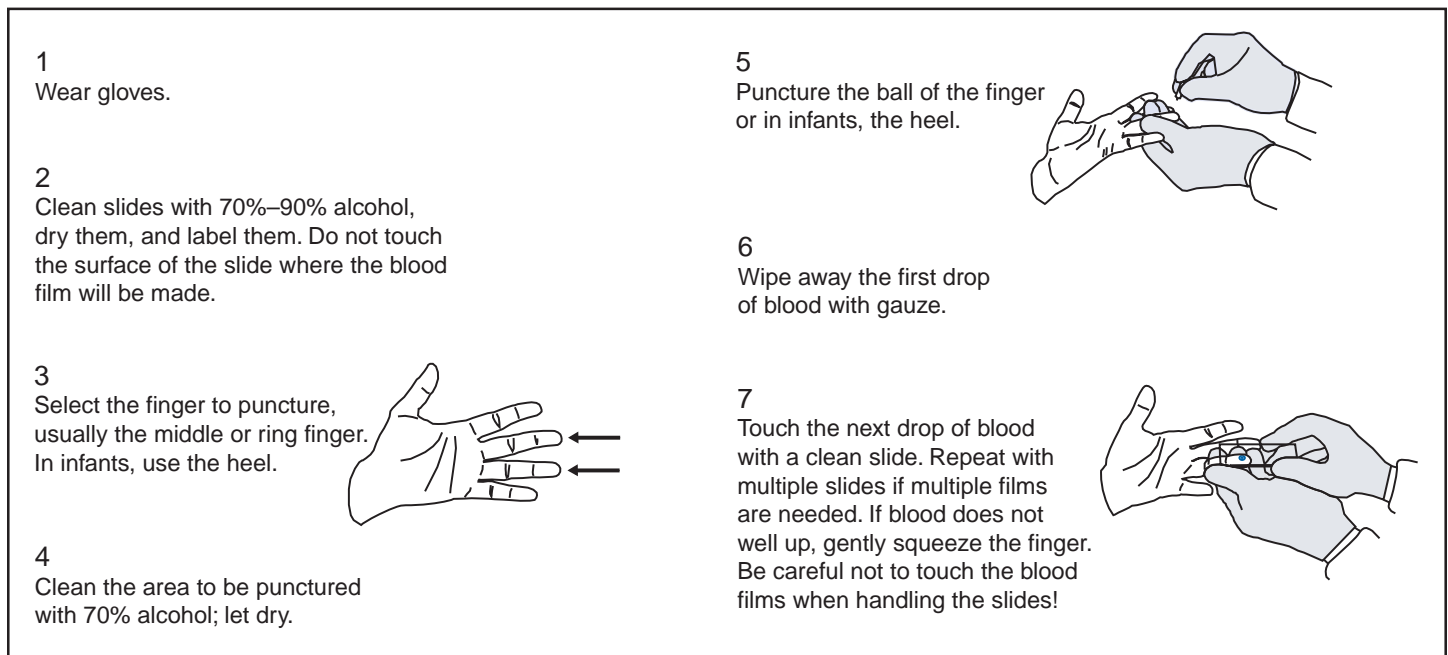 1
Wear gloves.
2
Clean slides with 70%–90% alcohol,
dry them, and label them. Do not touch
the surface of the slide where the blood
film will be made.
3
Select the finger to puncture,
usually the middle or ring finger.
In infants, use the heel.
4
Clean the area to be punctured
with 70% alcohol; let dry.
5
Puncture the ball of the finger
or in infants, the heel.
6
Wipe away the first drop
of blood with gauze.
7
Touch the next drop of blood
with a clean slide. Repeat with
multiple slides if multiple films
are needed. If blood does not
well up, gently squeeze the finger.
Be careful not to touch the blood
films when handling the slides!